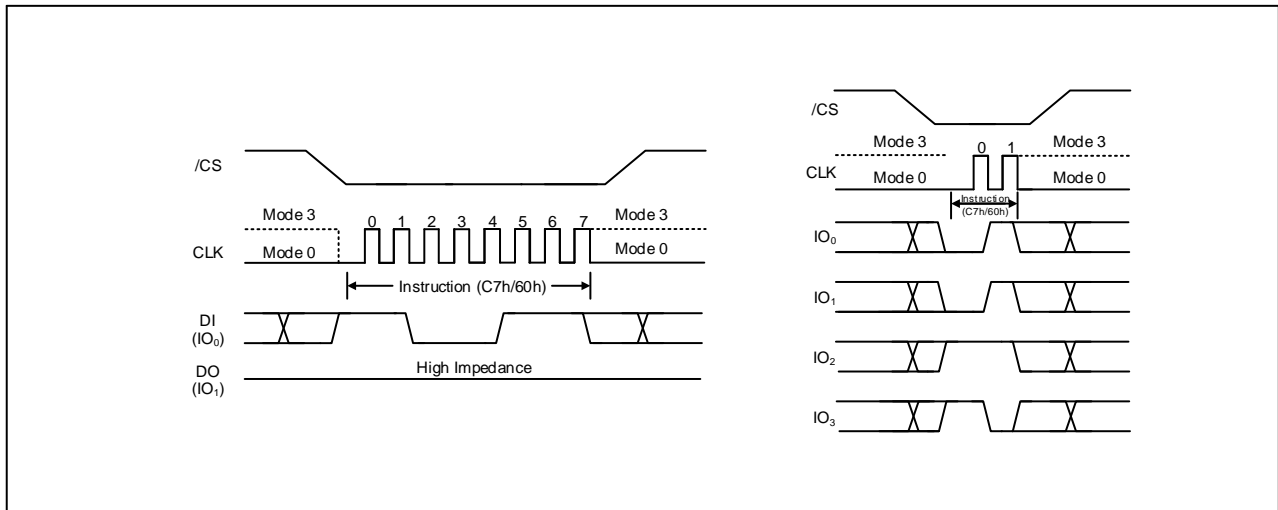 /CS
Mode 3 0 1 2 3 4 5 6 7 Mode 3
CLK Mode 0 Mode 0
Instruction (C7h/60h)
DI
(IO₀)
High Impedance
DO
(IO₁)
/CS
Mode 3 0 1 Mode 3
CLK Mode 0 Mode 0
Instruction
(C7h/60h)
IO₀
IO₁
IO₂
IO₃